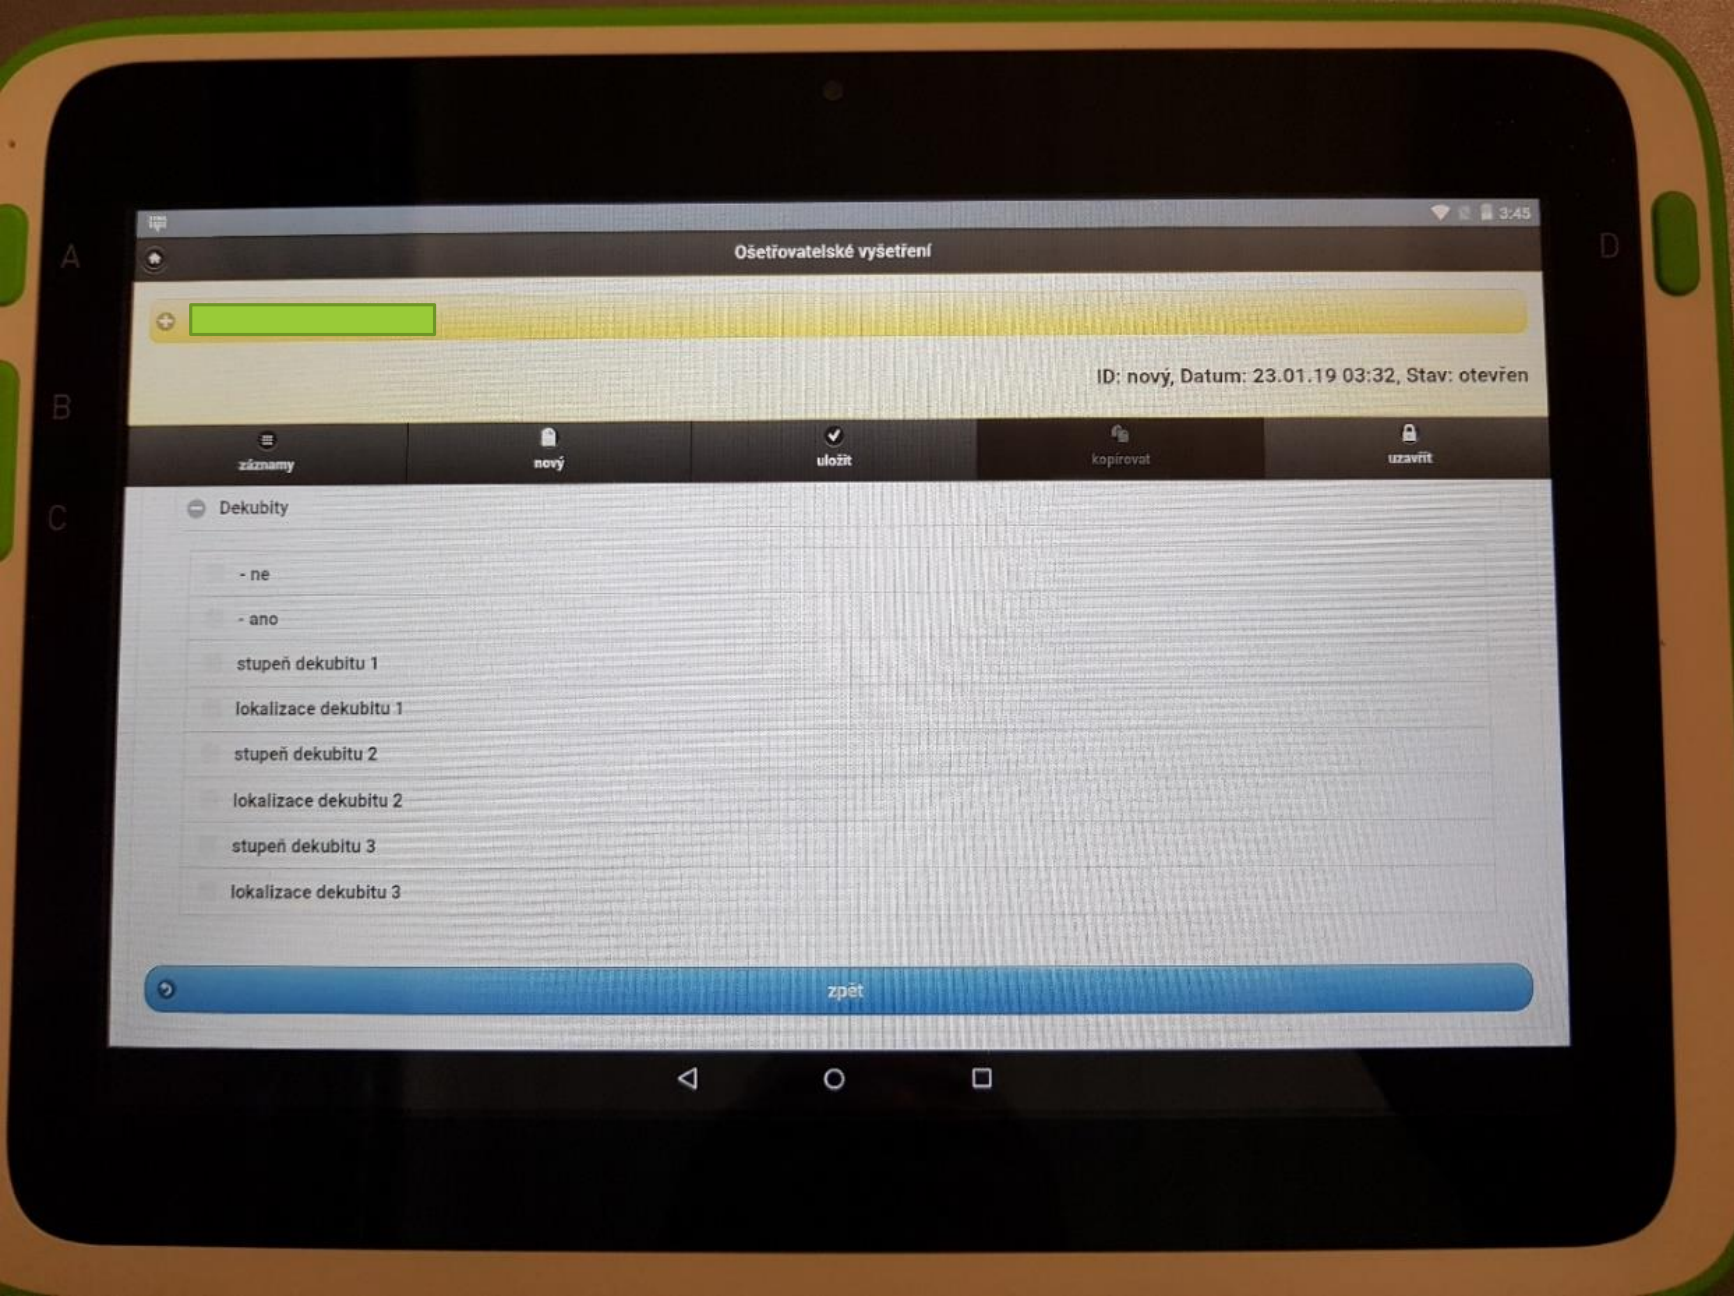 3:45
Ošetřovatelské vyšetření
ID: nový, Datum: 23.01.19 03:32, Stav: otevřen
záznamy nový uložit kopírovat uzavřít
Dekubity
- ne
- ano
stupeň dekubitu 1
lokalizace dekubitu 1
stupeň dekubitu 2
lokalizace dekubitu 2
stupeň dekubitu 3
lokalizace dekubitu 3
zpět
A
B
C
D